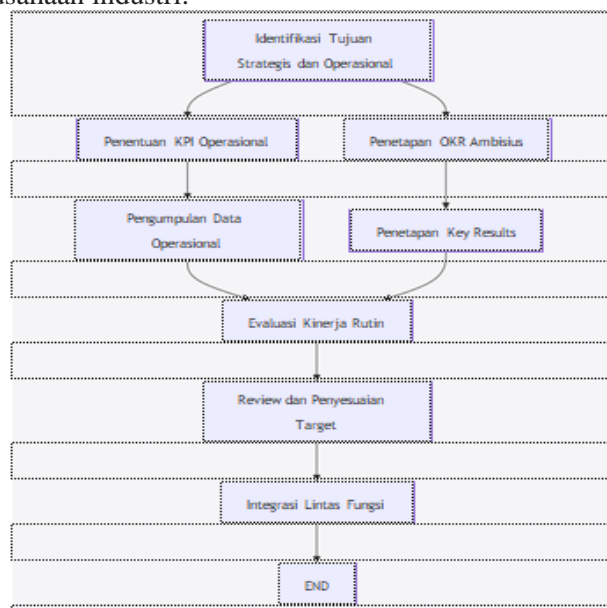 Identifikasi Tujuan
Strategis dan Operasional
Penentuan KPI Operasional
Penetapan OKR Ambisius
Pengumpulan Data
Operasional
Penetapan Key Results
Evaluasi Kinerja Rutin
Review dan Penyesuaian
Target
Integrasi Lintas Fungsi
END